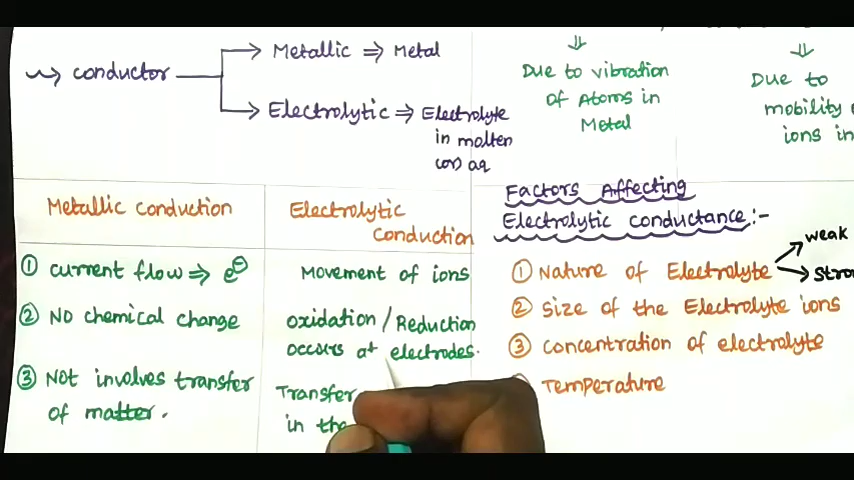 conductor
Metallic ⇒ Metal
Electrolytic ⇒ Electrolyte
in molten
(or) aq
⇓
Due to vibration
of Atoms in
Metal
⇓
Due to
mobility
ions in
Metallic Conduction
Electrolytic
Conduction
① current flow ⇒ e⊖
Movement of ions
② No chemical change
oxidation / Reduction
occurs at electrodes.
③ Not involves transfer
of matter.
Transfer
in the
Factors Affecting
Electrolytic conductance:-
① Nature of Electrolyte
weak
② Size of the Electrolyte ions
③ concentration of electrolyte
Temperature